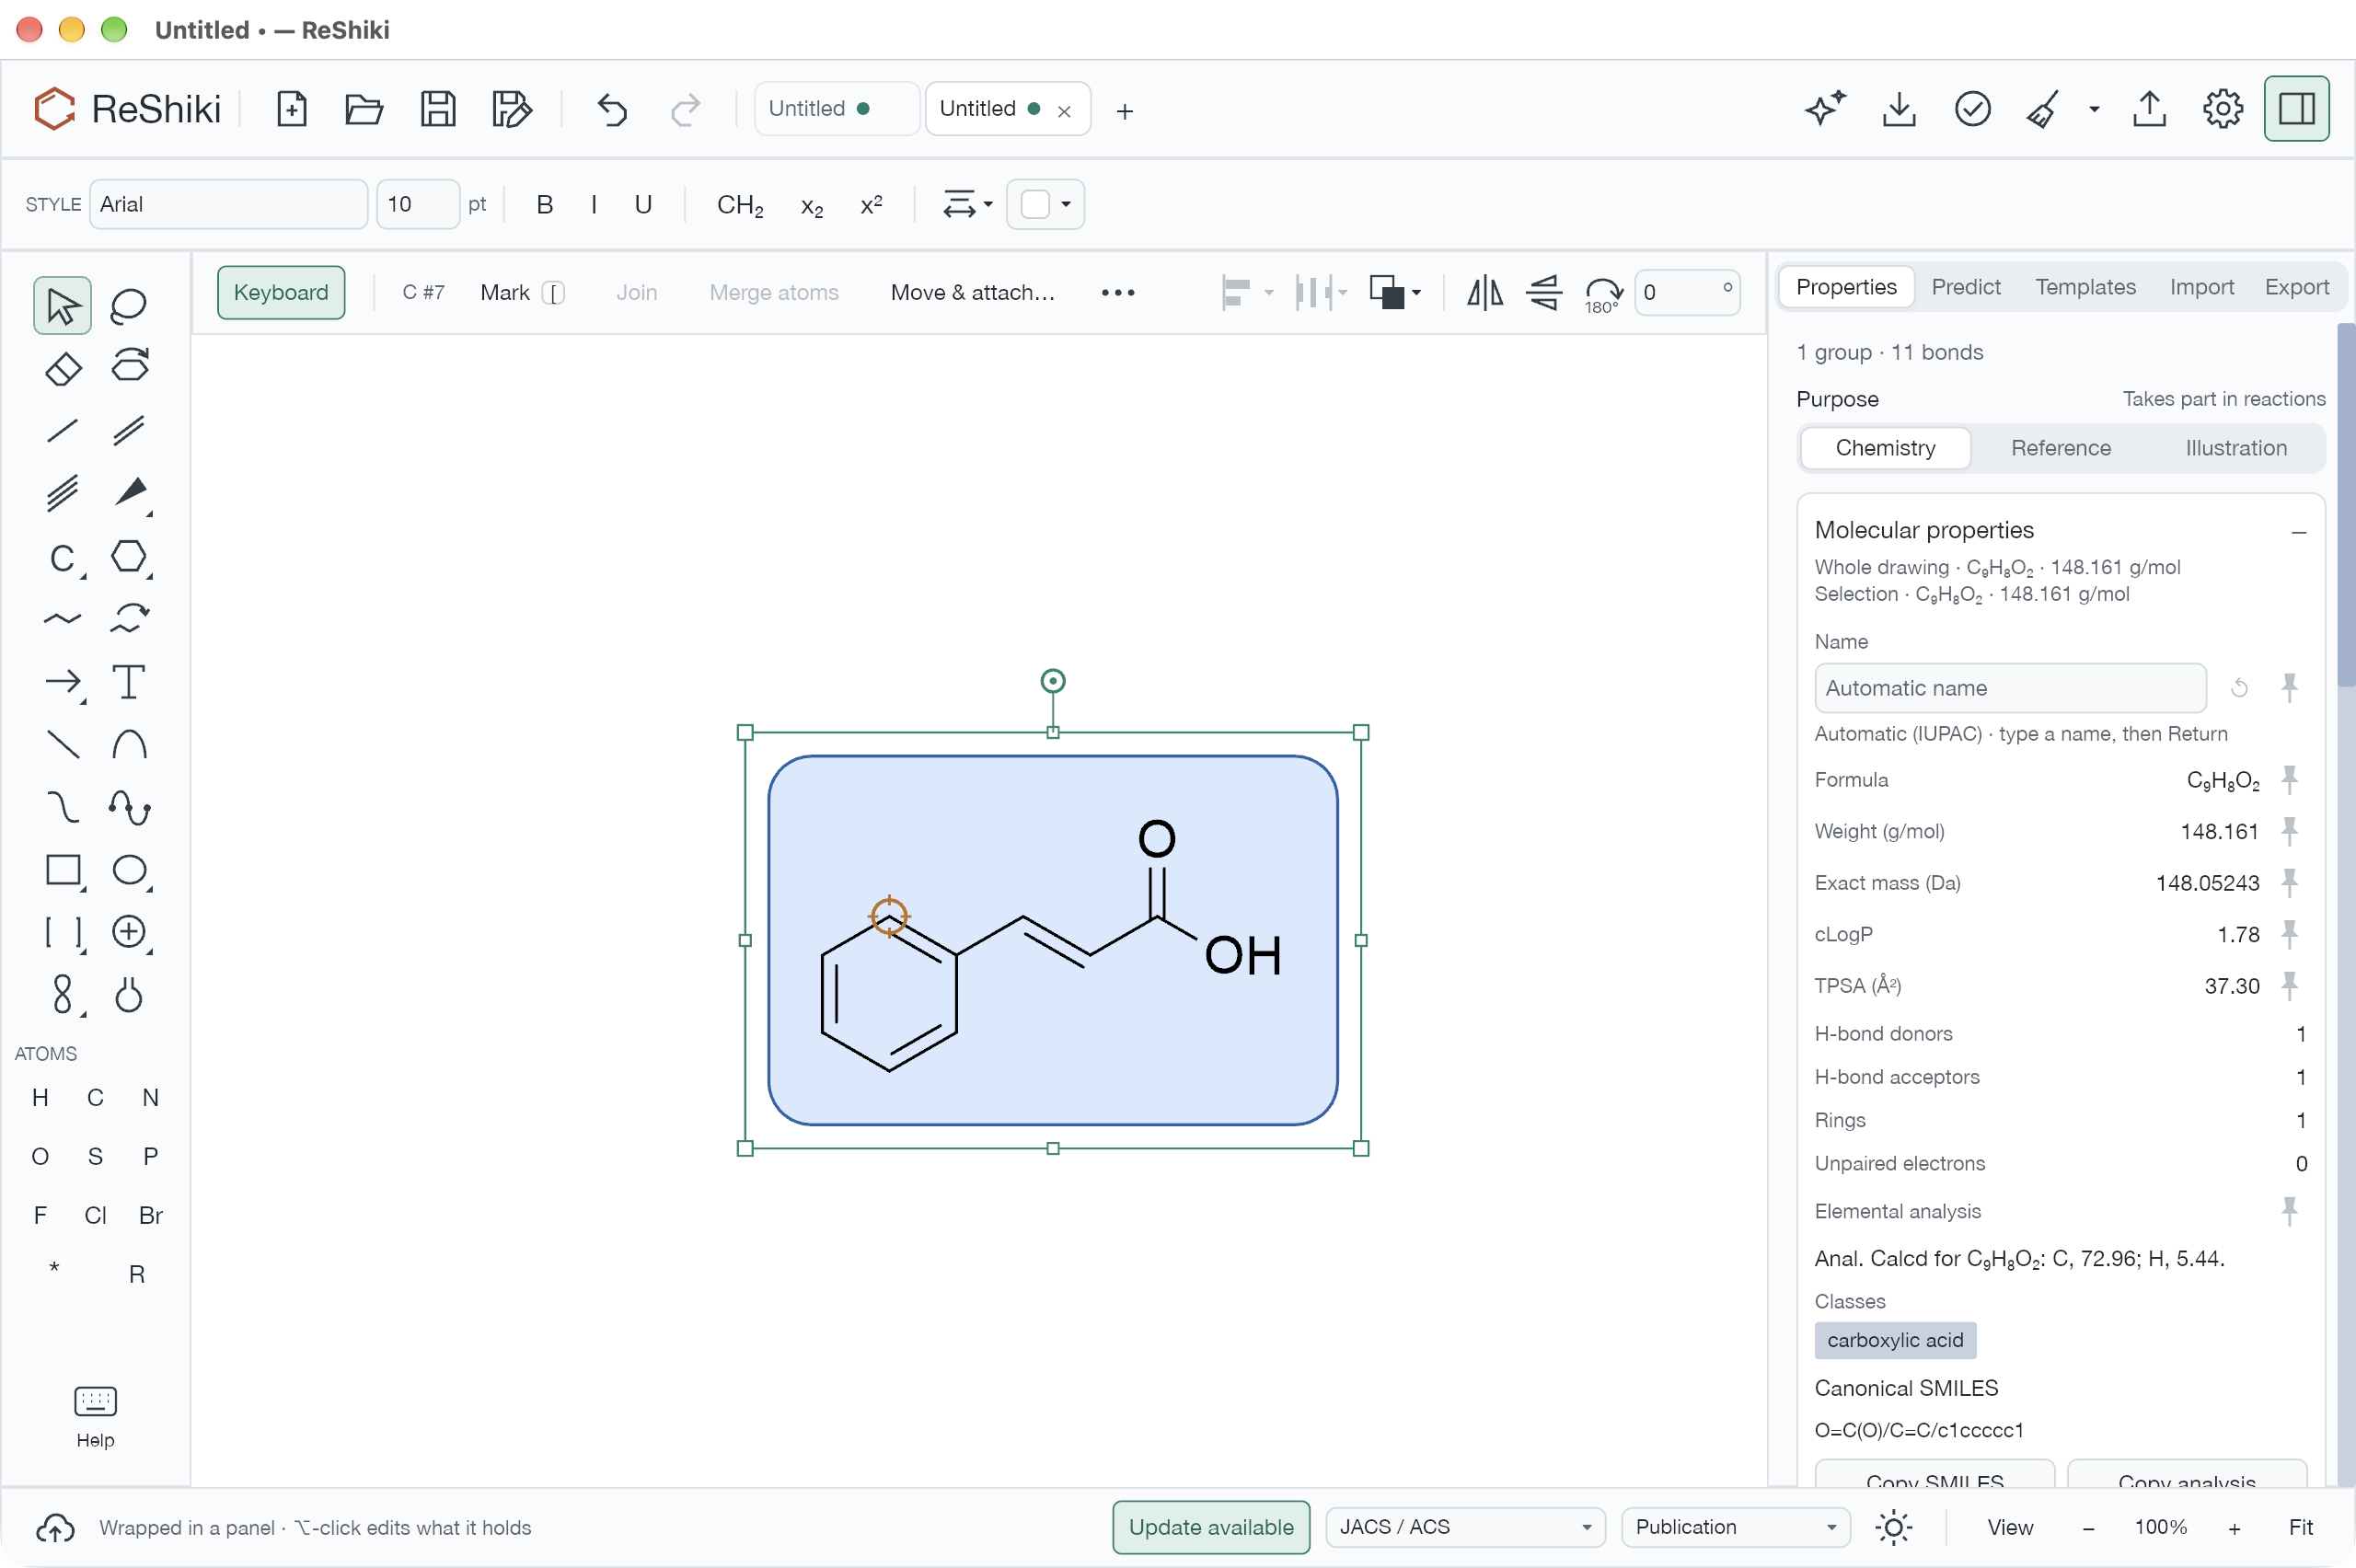 Untitled • — ReShiki
ReShiki
Untitled
Untitled
STYLE Arial 10 pt B I U CH₂ x₂ x²
Keyboard C #7 Mark [ Join Merge atoms Move & attach... 180° 0 °
Properties Predict Templates Import Export
1 group · 11 bonds
Purpose Takes part in reactions
Chemistry Reference Illustration
Molecular properties
Whole drawing · C₉H₈O₂ · 148.161 g/mol
Selection · C₉H₈O₂ · 148.161 g/mol
Name
Automatic name
Automatic (IUPAC) · type a name, then Return
Formula C₉H₈O₂
Weight (g/mol) 148.161
Exact mass (Da) 148.05243
cLogP 1.78
TPSA (Å²) 37.30
H-bond donors 1
H-bond acceptors 1
Rings 1
Unpaired electrons 0
Elemental analysis
Anal. Calcd for C₉H₈O₂: C, 72.96; H, 5.44.
Classes
carboxylic acid
Canonical SMILES
O=C(O)/C=C/c1ccccc1
Copy SMILES Copy analysis
C
T
[ ]
O
OH
ATOMS
H C N
O S P
F Cl Br
* R
Help
Wrapped in a panel · ⌥-click edits what it holds
Update available JACS / ACS Publication View − 100% + Fit